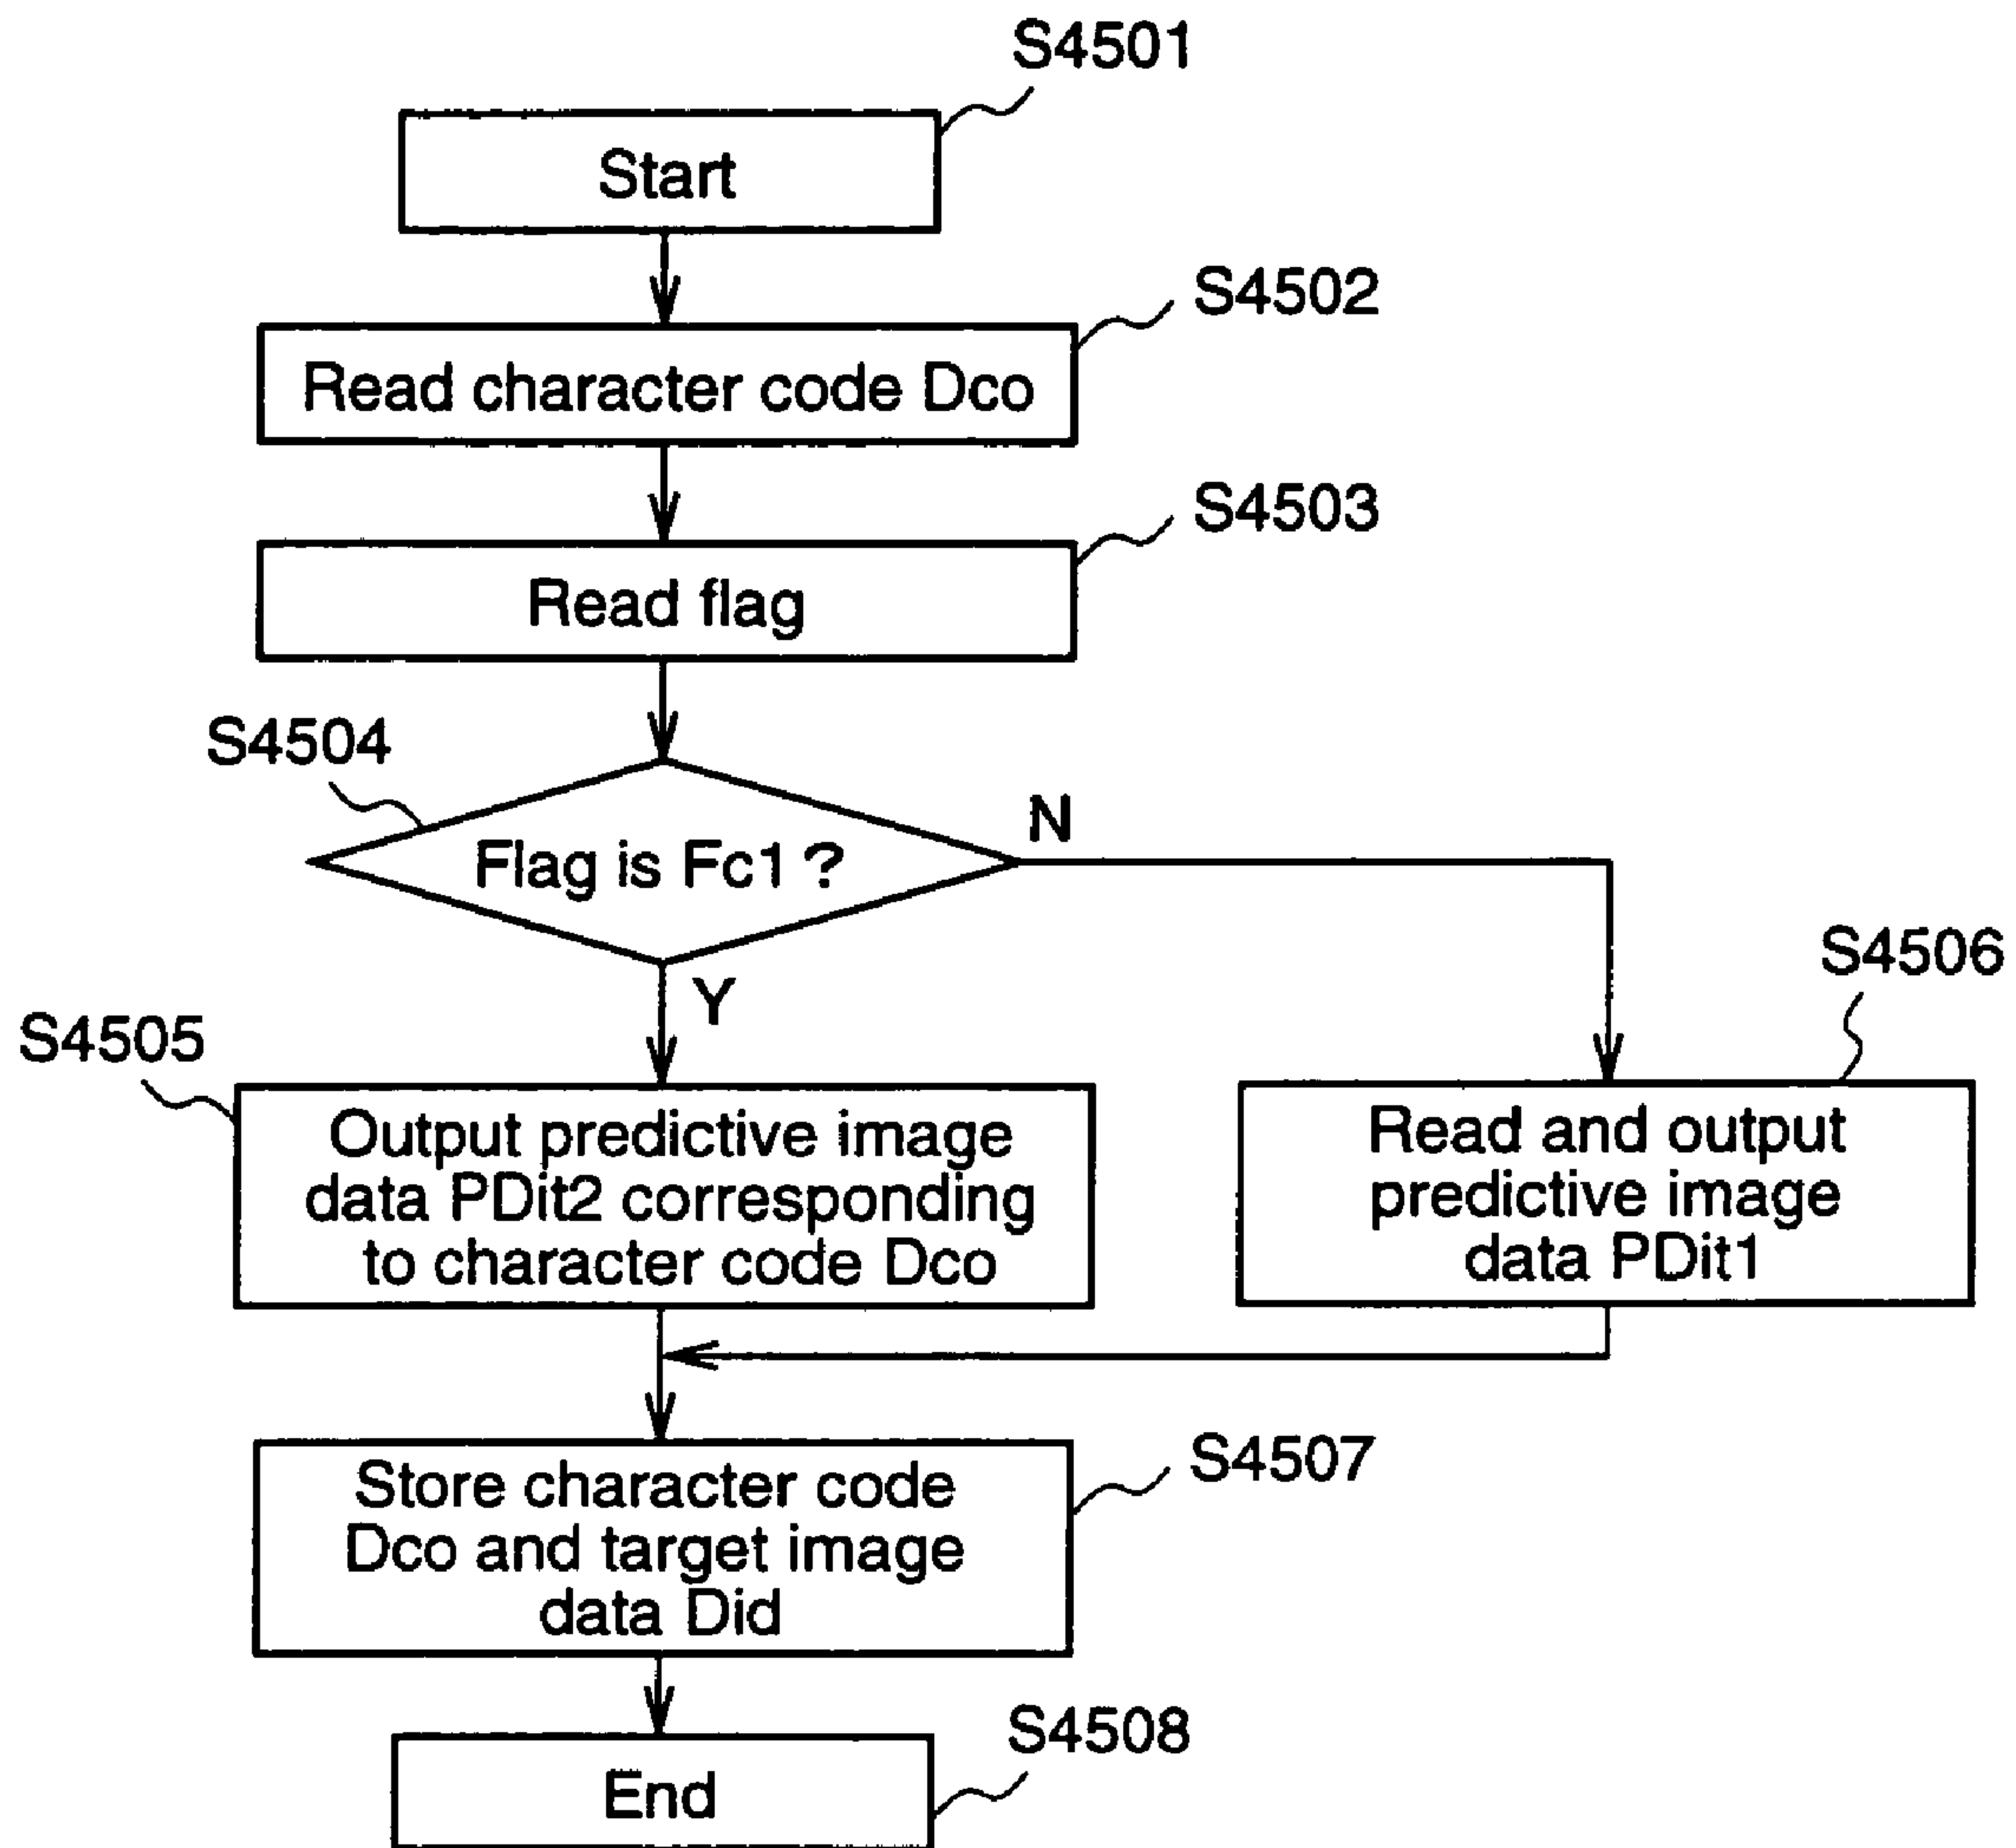 S4501
Start
S4502
Read character code Dco
S4503
Read flag
S4504
Flag is Fc1 ?
N
Y
S4505
Output predictive image
data PDit2 corresponding
to character code Dco
S4506
Read and output
predictive image
data PDit1
S4507
Store character code
Dco and target image
data Did
S4508
End